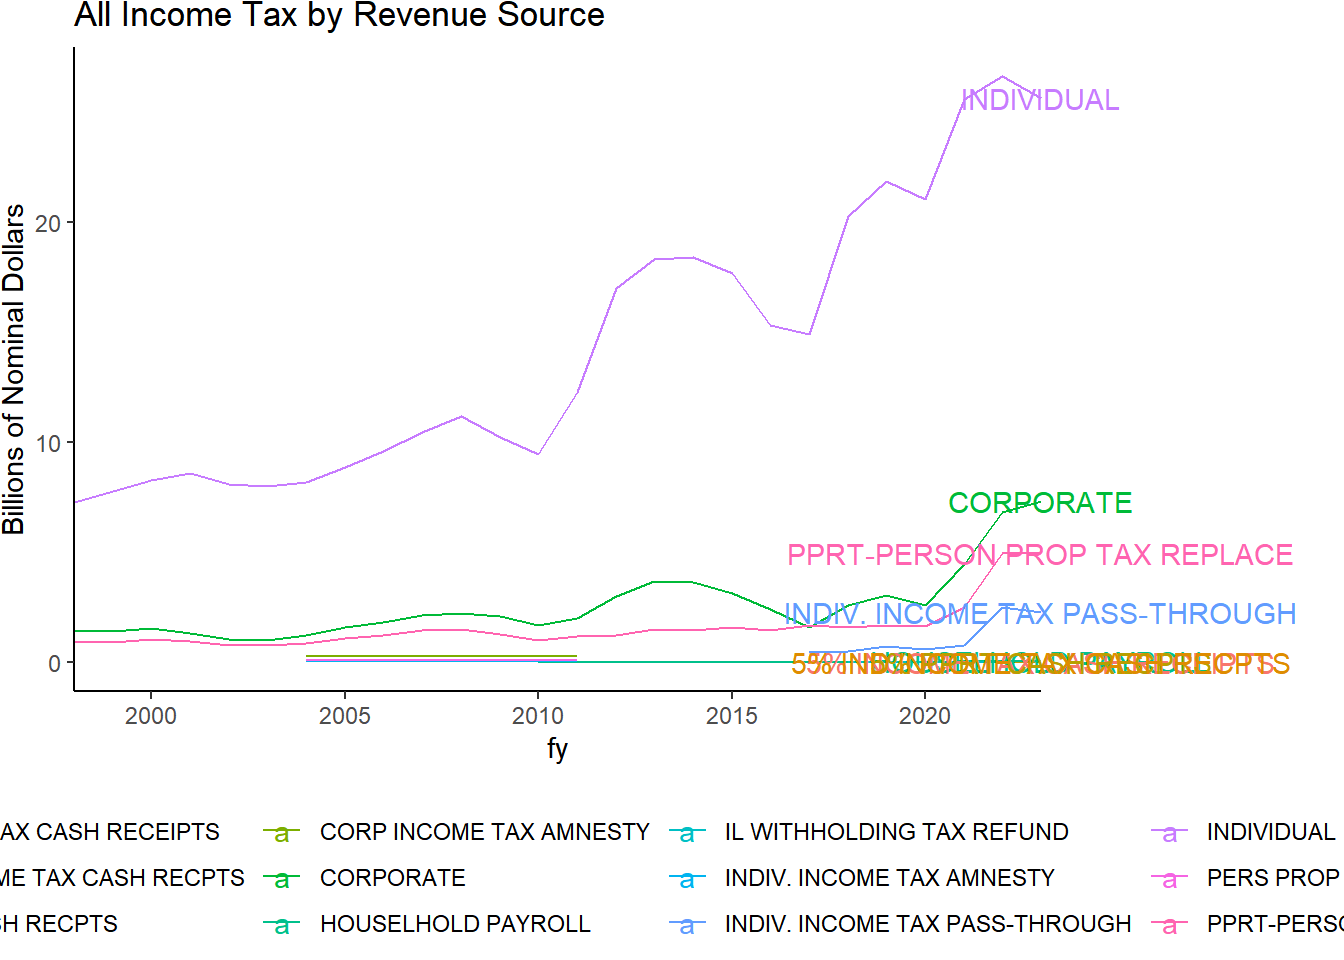 All Income Tax by Revenue Source
Billions of Nominal Dollars
20
10
0
INDIVIDUAL
CORPORATE
PPRT-PERSON PROP TAX REPLACE
INDIV. INCOME TAX PASS-THROUGH
2000 2005 2010 2015 2020
fy
AX CASH RECEIPTS a CORP INCOME TAX AMNESTY a IL WITHHOLDING TAX REFUND a INDIVIDUAL
ME TAX CASH RECPTS a CORPORATE a INDIV. INCOME TAX AMNESTY a PERS PROP
SH RECPTS a HOUSELHOLD PAYROLL a INDIV. INCOME TAX PASS-THROUGH a PPRT-PERSO